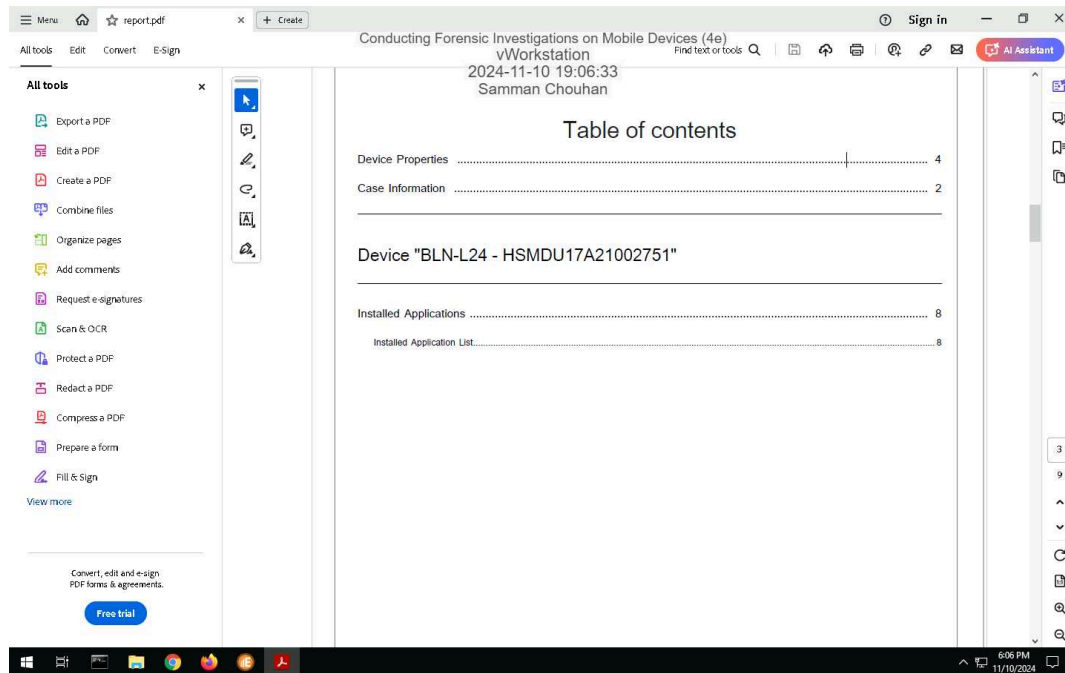 Menu
report.pdf
×
+ Create
Sign in
All tools
Edit
Convert
E-Sign
Conducting Forensic Investigations on Mobile Devices (4e)
vWorkstation
2024-11-10 19:06:33
Samman Chouhan
Find text or tools
AI Assistant
All tools
×
Export a PDF
Edit a PDF
Create a PDF
Combine files
Organize pages
Add comments
Request e-signatures
Scan & OCR
Protect a PDF
Redact a PDF
Compress a PDF
Prepare a form
Fill & Sign
View more
Convert, edit and e-sign
PDF forms & agreements.
Free trial
Table of contents
Device Properties ........ 4
Case Information ........ 2
Device "BLN-L24 - HSMDU17A21002751"
Installed Applications ........ 8
Installed Application List........ 8
3
9
6:06 PM
11/10/2024